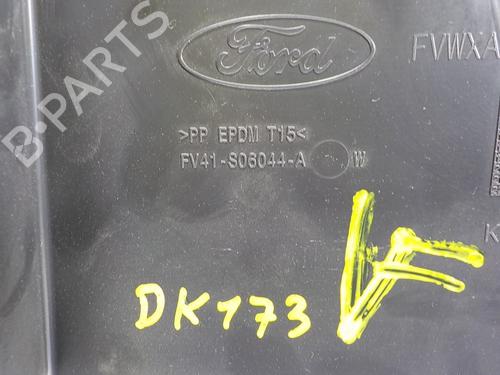 Ford
FVWXA
>PP EPDM T15<
FV41-S06044-A W
K
DK173
B-PARTS